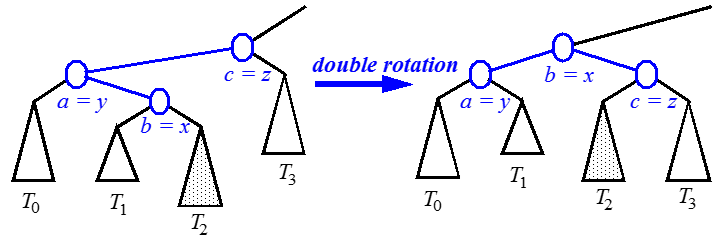 c = z
double rotation
b = x
a = y
b = x
a = y
c = z
T0
T1
T2
T3
T0
T1
T2
T3